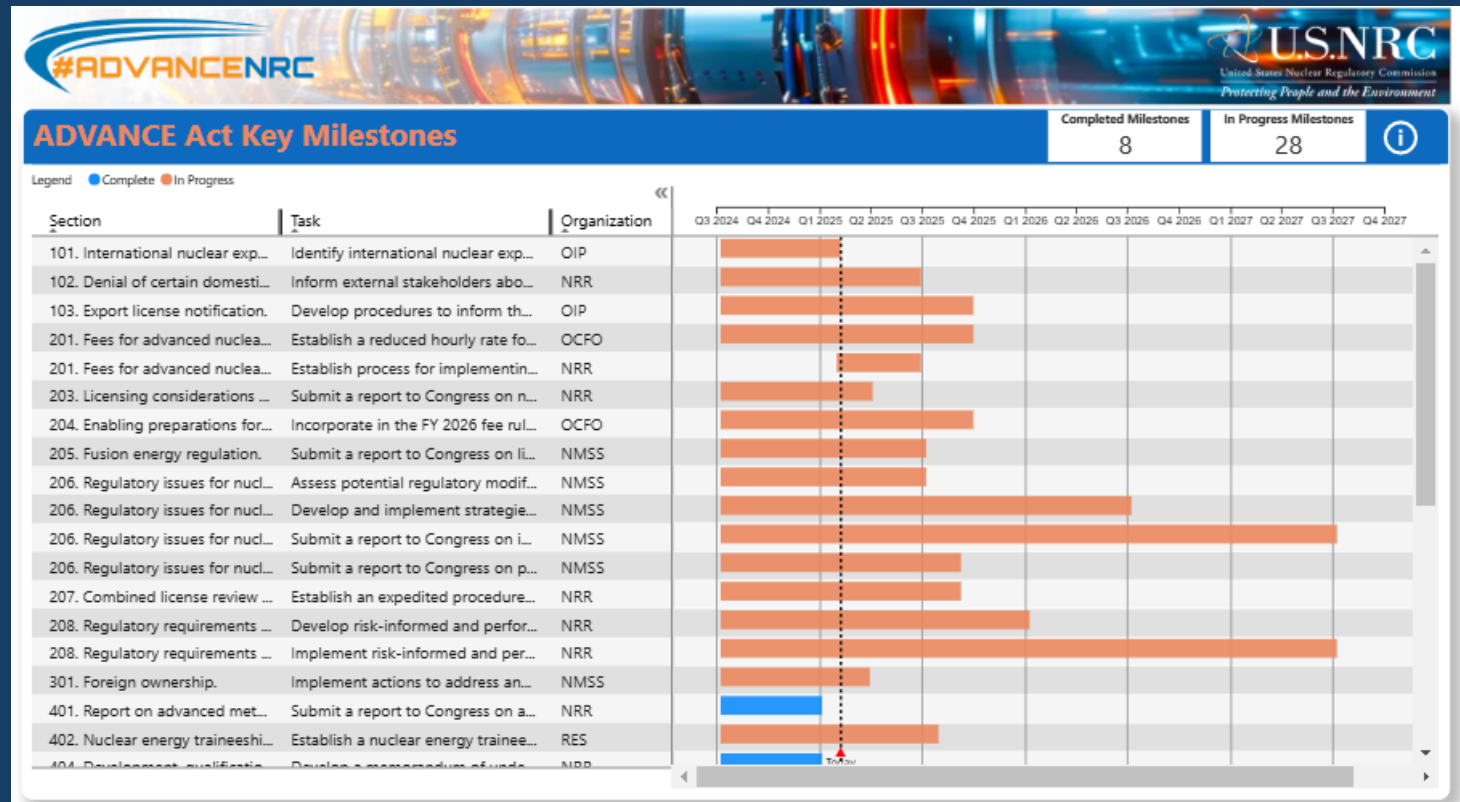 #ADVANCENRC
U.S.NRC
United States Nuclear Regulatory Commission
Protecting People and the Environment
ADVANCE Act Key Milestones
Completed Milestones
8
In Progress Milestones
28
Legend Complete In Progress
Section Task Organization Q3 2024 Q4 2024 Q1 2025 Q2 2025 Q3 2025 Q4 2025 Q1 2026 Q2 2026 Q3 2026 Q4 2026 Q1 2027 Q2 2027 Q3 2027 Q4 2027
101. International nuclear exp... Identify international nuclear exp... OIP
102. Denial of certain domesti... Inform external stakeholders abo... NRR
103. Export license notification. Develop procedures to inform th... OIP
201. Fees for advanced nuclea... Establish a reduced hourly rate fo... OCFO
201. Fees for advanced nuclea... Establish process for implementin... NRR
203. Licensing considerations ... Submit a report to Congress on n... NRR
204. Enabling preparations for... Incorporate in the FY 2026 fee rul... OCFO
205. Fusion energy regulation. Submit a report to Congress on li... NMSS
206. Regulatory issues for nucl... Assess potential regulatory modif... NMSS
206. Regulatory issues for nucl... Develop and implement strategie... NMSS
206. Regulatory issues for nucl... Submit a report to Congress on i... NMSS
206. Regulatory issues for nucl... Submit a report to Congress on p... NMSS
207. Combined license review ... Establish an expedited procedure... NRR
208. Regulatory requirements ... Develop risk-informed and perfor... NRR
208. Regulatory requirements ... Implement risk-informed and per... NRR
301. Foreign ownership. Implement actions to address an... NMSS
401. Report on advanced met... Submit a report to Congress on a... NRR
402. Nuclear energy traineeshi... Establish a nuclear energy trainee... RES
404. Development, qualificatio... Develop a memorandum of unde... NRR
Today